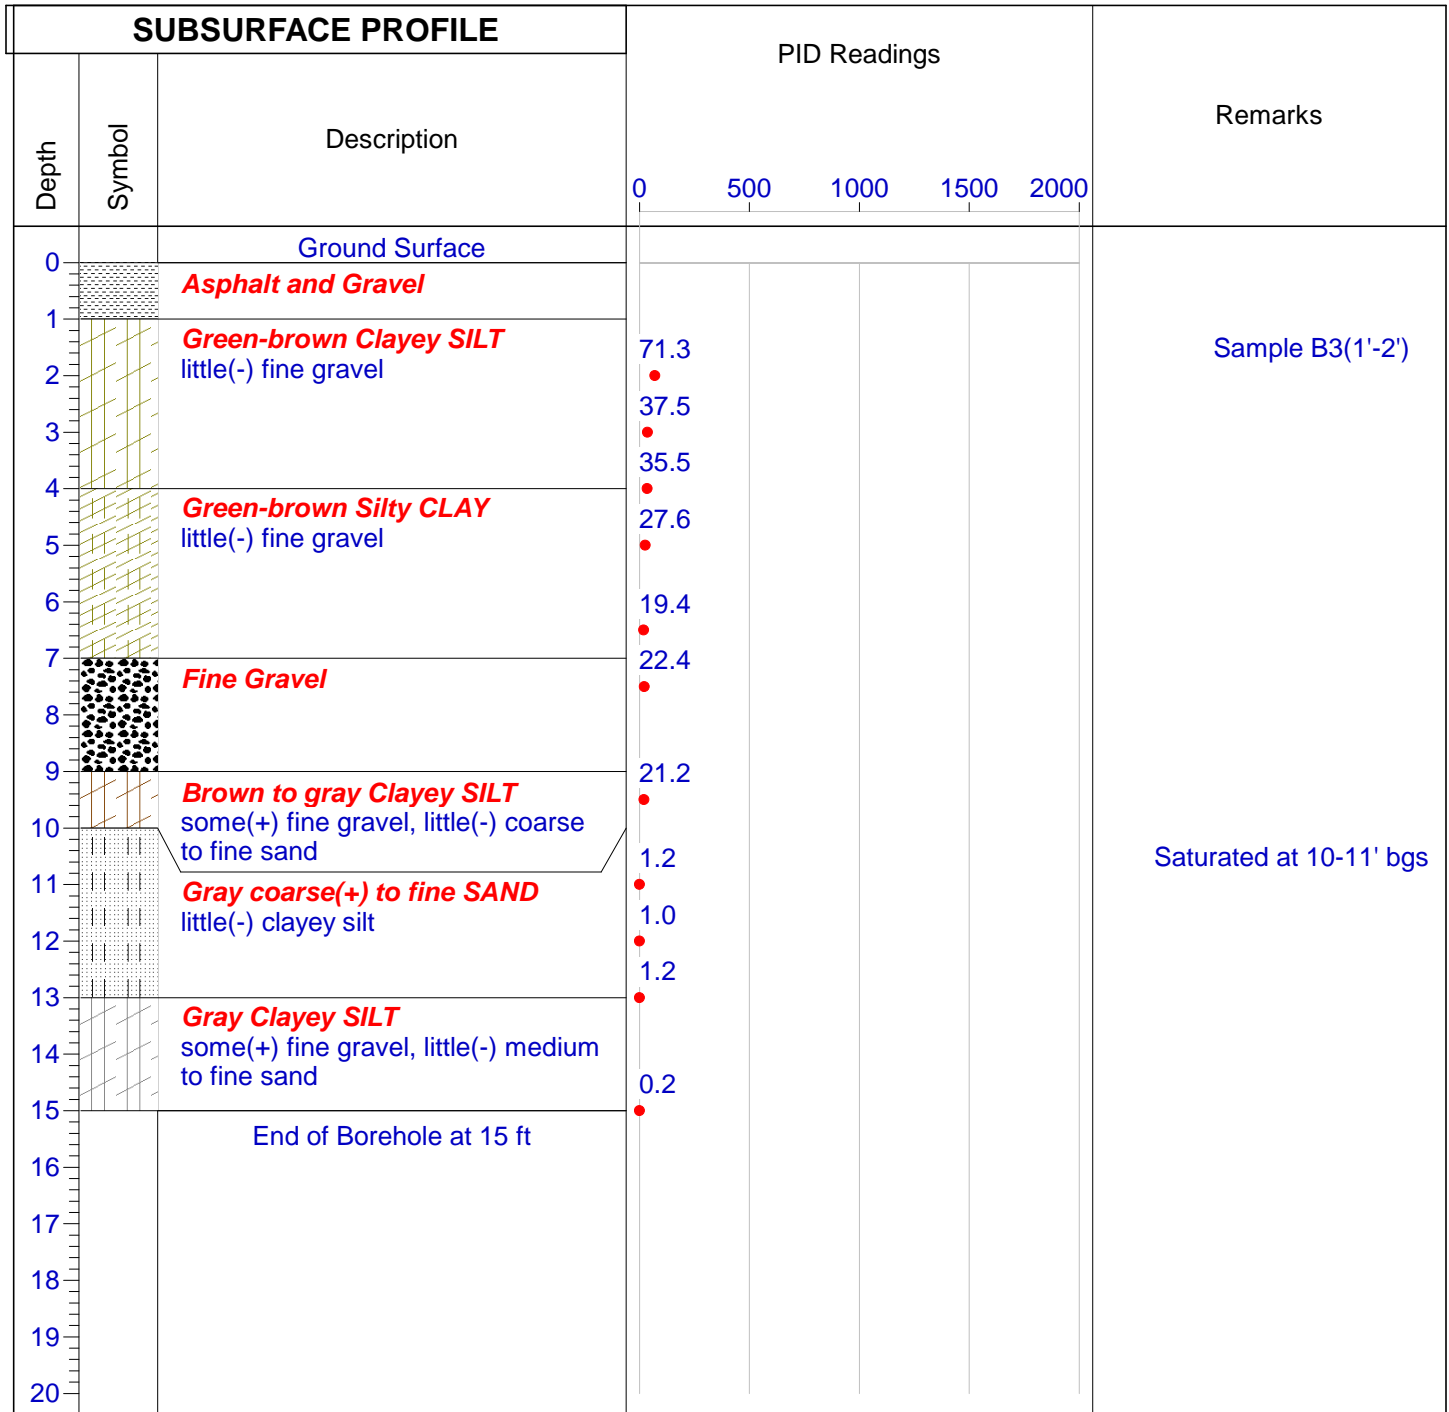 SUBSURFACE PROFILE
Depth
Symbol
Description
PID Readings
Remarks
0 500 1000 1500 2000
Ground Surface
0
Asphalt and Gravel
1
Green-brown Clayey SILT
little(-) fine gravel
71.3
Sample B3(1'-2')
2
37.5
3
35.5
4
Green-brown Silty CLAY
little(-) fine gravel
27.6
5
6
19.4
7
22.4
Fine Gravel
8
9
21.2
Brown to gray Clayey SILT
some(+) fine gravel, little(-) coarse
to fine sand
10
1.2
Saturated at 10-11' bgs
11
Gray coarse(+) to fine SAND
little(-) clayey silt
1.0
12
1.2
13
Gray Clayey SILT
some(+) fine gravel, little(-) medium
to fine sand
14
0.2
15
End of Borehole at 15 ft
16
17
18
19
20